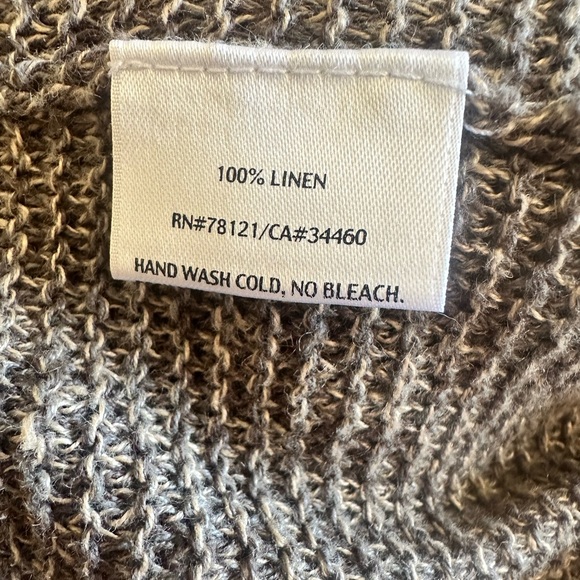 100% LINEN
RN#78121/CA#34460
HAND WASH COLD, NO BLEACH.